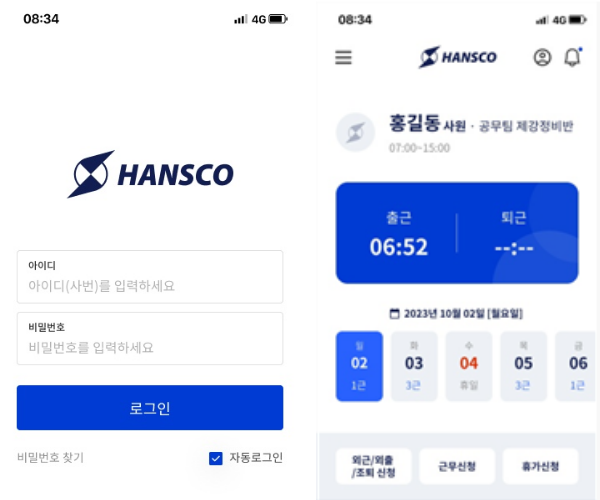 08:34
4G
HANSCO
아이디
아이디(사번)를 입력하세요
비밀번호
비밀번호를 입력하세요
로그인
비밀번호 찾기
자동로그인
08:34
4G
HANSCO
홍길동 사원 · 공무팀 제강정비반
07:00~15:00
출근 퇴근
06:52 --:--
2023년 10월 02일 [월요일]
월 화 수 목 금
02 03 04 05 06
1근 3근 휴일 3근 1근
외근/외출
/조퇴 신청
근무신청
휴가신청